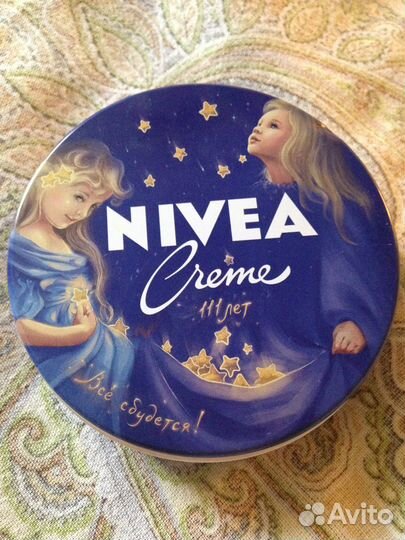 NIVEA
Creme
111 лет
Всё сбудется!
Avito